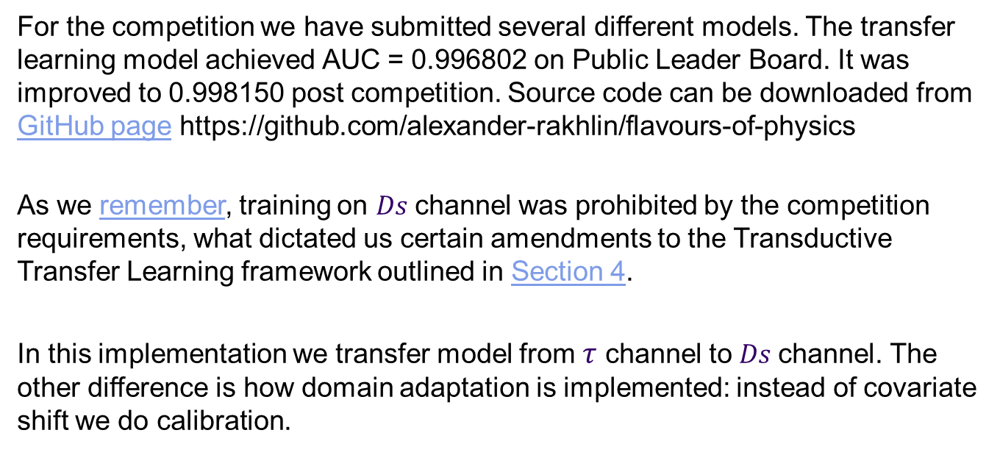 For the competition we have submitted several different models. The transfer
learning model achieved AUC = 0.996802 on Public Leader Board. It was
improved to 0.998150 post competition. Source code can be downloaded from
GitHub page https://github.com/alexander-rakhlin/flavours-of-physics
As we remember, training on Ds channel was prohibited by the competition
requirements, what dictated us certain amendments to the Transductive
Transfer Learning framework outlined in Section 4.
In this implementation we transfer model from τ channel to Ds channel. The
other difference is how domain adaptation is implemented: instead of covariate
shift we do calibration.